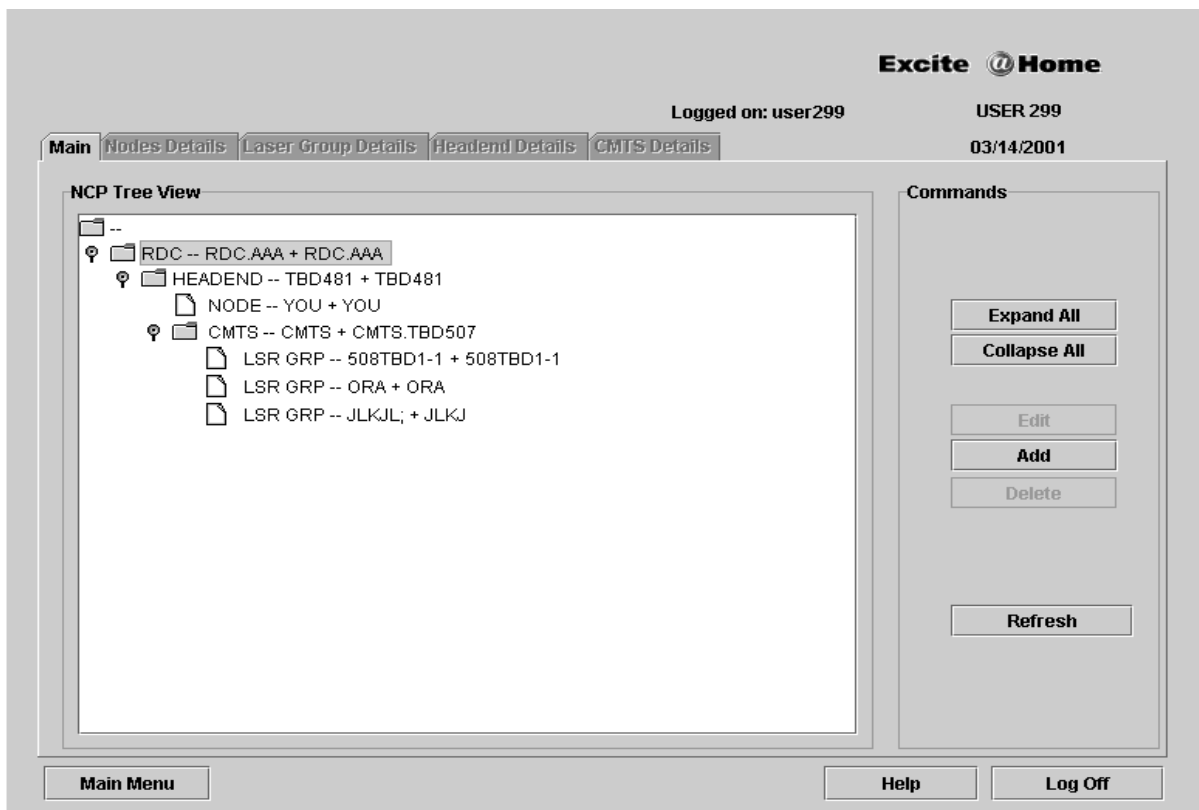 Excite @Home
Logged on: user299 USER 299
Main Nodes Details Laser Group Details Headend Details CMTS Details 03/14/2001
NCP Tree View
--
RDC -- RDC.AAA + RDC.AAA
HEADEND -- TBD481 + TBD481
NODE -- YOU + YOU
CMTS -- CMTS + CMTS.TBD507
LSR GRP -- 508TBD1-1 + 508TBD1-1
LSR GRP -- ORA + ORA
LSR GRP -- JLKJL; + JLKJ
Commands
Expand All
Collapse All
Edit
Add
Delete
Refresh
Main Menu Help Log Off